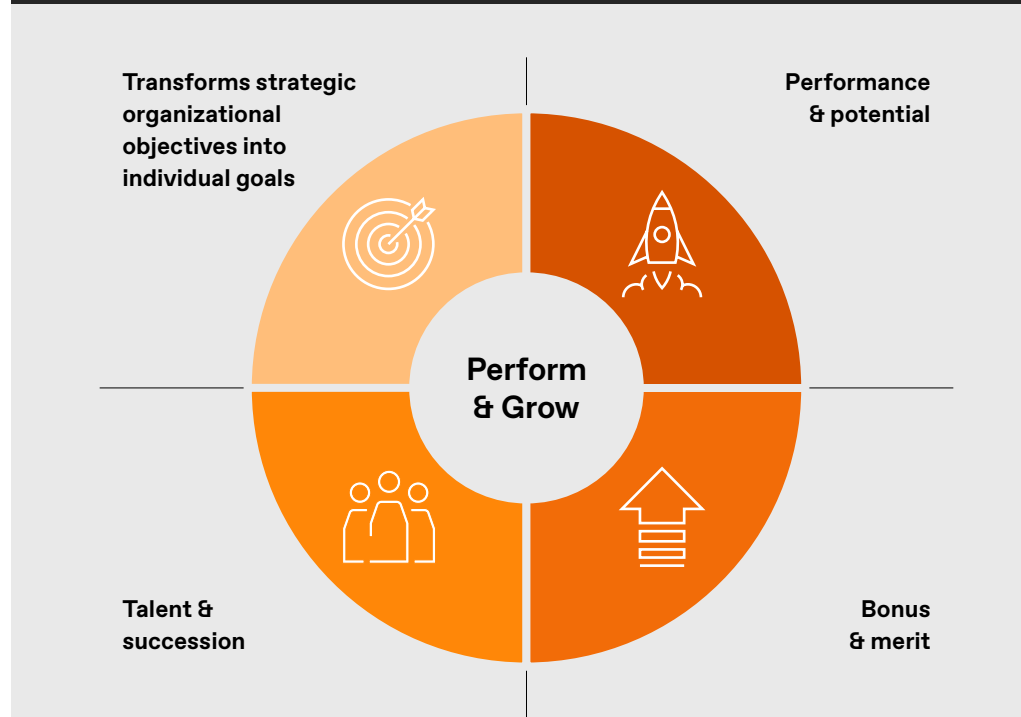 Transforms strategic
organizational
objectives into
individual goals
Performance
& potential
Perform
& Grow
Talent &
succession
Bonus
& merit